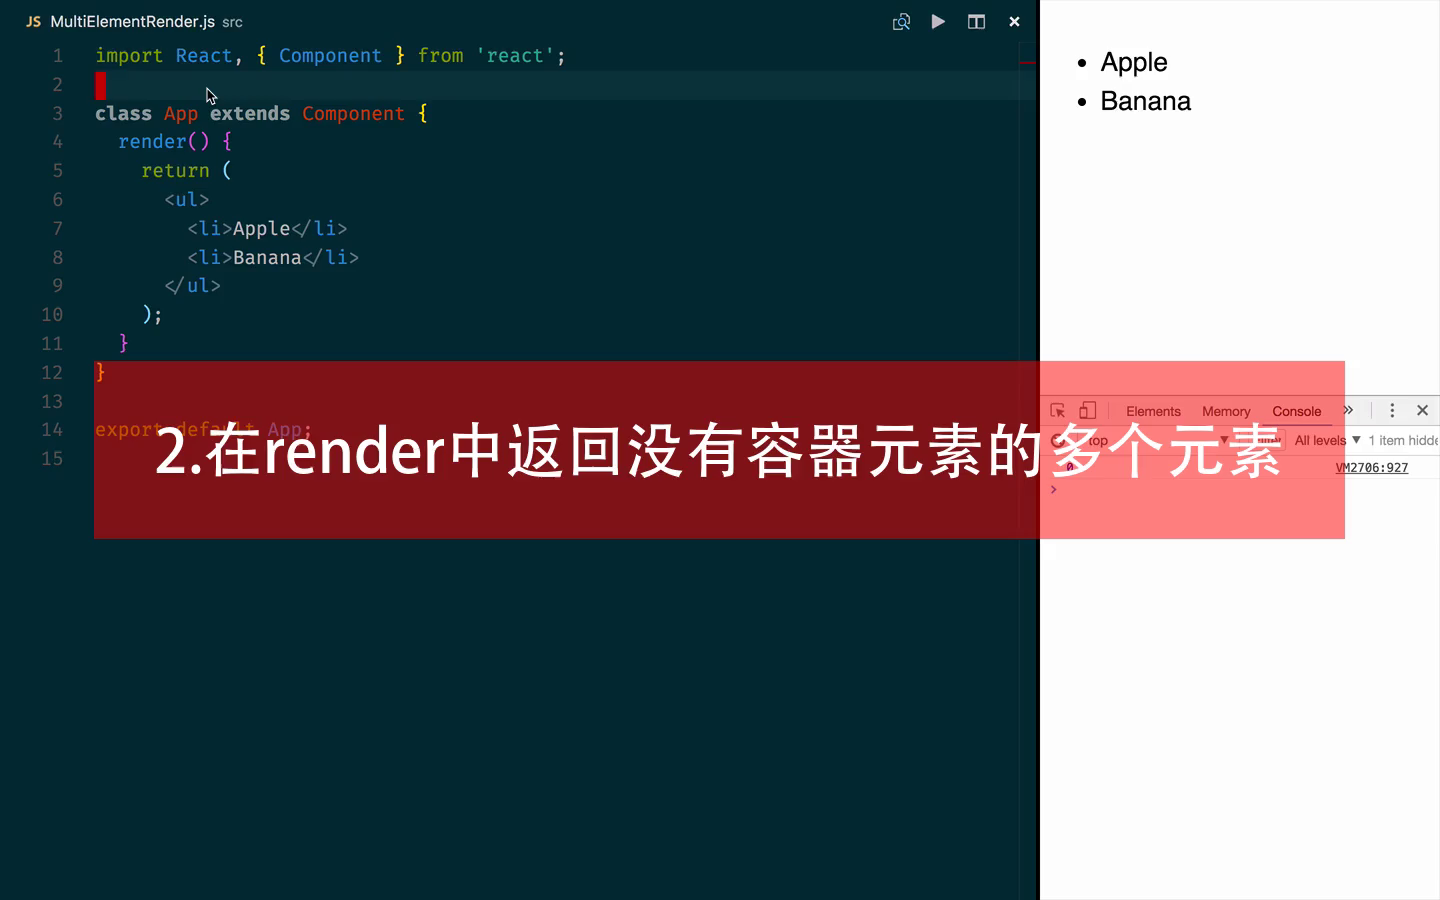 JS MultiElementRender.js src
1 import React, { Component } from 'react';
2
3 class App extends Component {
4 render() {
5 return (
6 <ul>
7 <li>Apple</li>
8 <li>Banana</li>
9 </ul>
10 );
11 }
12 }
13
14 export default App;
15
2.在render中返回没有容器元素的多个元素
Apple
Banana
Elements Memory Console »
top All levels ▼ 1 item hidde
VM2706:927
>